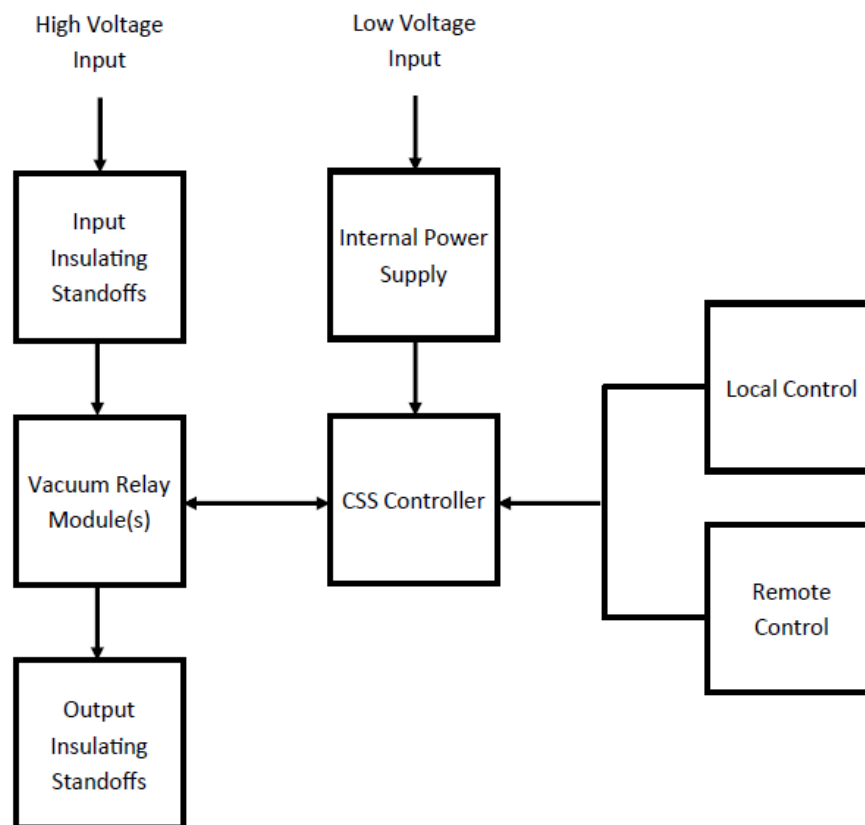 High Voltage
Input
Low Voltage
Input
Input
Insulating
Standoffs
Internal Power
Supply
Local Control
Vacuum Relay
Module(s)
CSS Controller
Remote
Control
Output
Insulating
Standoffs